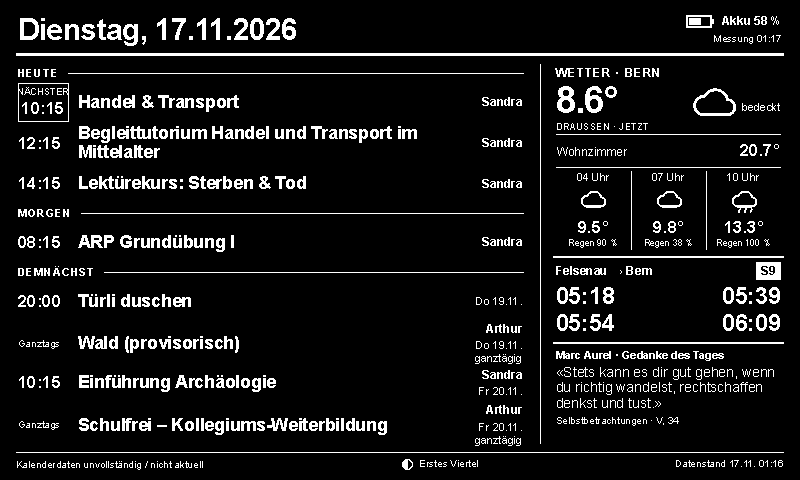 Dienstag, 17.11.2026
Akku 58 %
Messung 01:17
HEUTE
NÄCHSTER
10:15 Handel & Transport Sandra
12:15 Begleittutorium Handel und Transport im
Mittelalter Sandra
14:15 Lektürekurs: Sterben & Tod Sandra
MORGEN
08:15 ARP Grundübung I Sandra
DEMNÄCHST
20:00 Türli duschen Do 19.11.
Arthur
Ganztags Wald (provisorisch) Do 19.11.
ganztägig
Sandra
10:15 Einführung Archäologie Fr 20.11.
Arthur
Ganztags Schulfrei – Kollegiums-Weiterbildung Fr 20.11.
ganztägig
WETTER · BERN
8.6° bedeckt
DRAUSSEN · JETZT
Wohnzimmer 20.7°
04 Uhr 07 Uhr 10 Uhr
9.5° 9.8° 13.3°
Regen 90 % Regen 38 % Regen 100 %
Felsenau › Bern S9
05:18 05:39
05:54 06:09
Marc Aurel · Gedanke des Tages
«Stets kann es dir gut gehen, wenn
du richtig wandelst, rechtschaffen
denkst und tust.»
Selbstbetrachtungen · V, 34
Kalenderdaten unvollständig / nicht aktuell
Erstes Viertel
Datenstand 17.11. 01:16